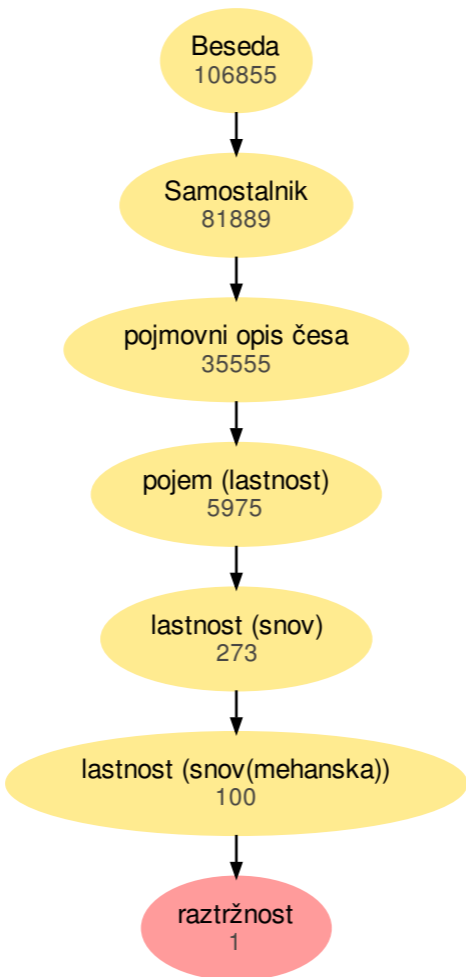 Beseda
106855
Samostalnik
81889
pojmovni opis česa
35555
pojem (lastnost)
5975
lastnost (snov)
273
lastnost (snov(mehanska))
100
raztržnost
1